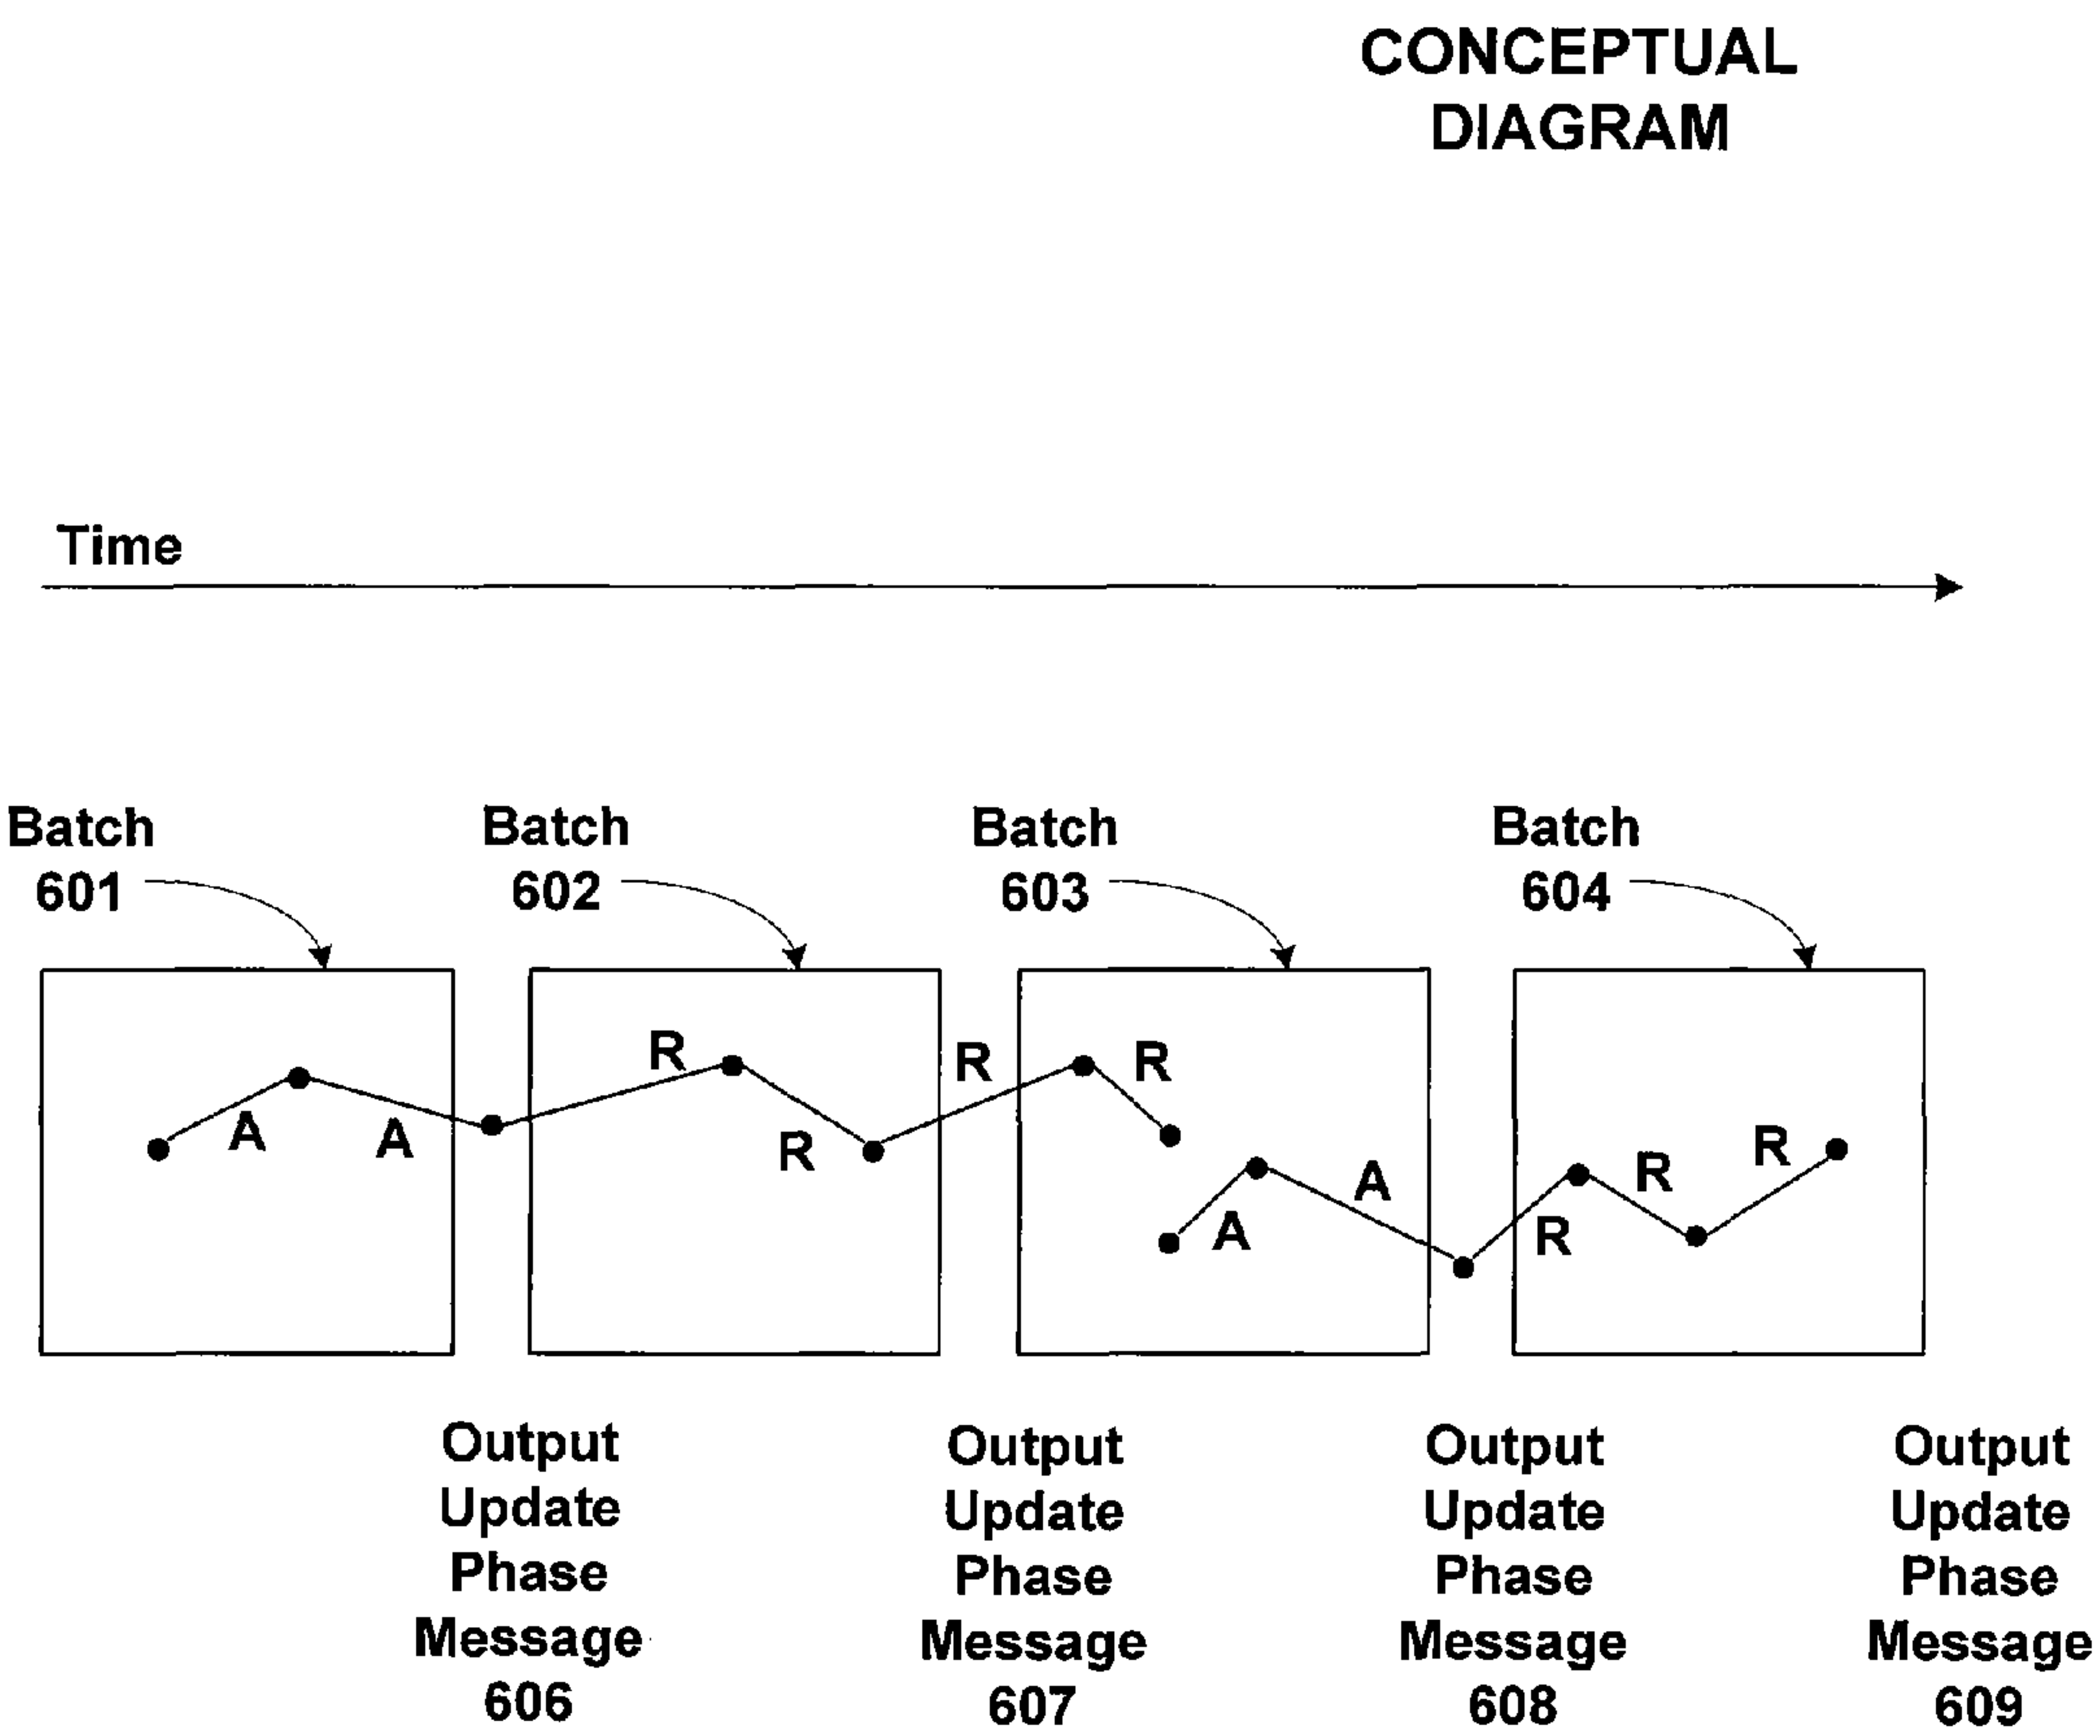 CONCEPTUAL
DIAGRAM
Time
Batch
601
Batch
602
Batch
603
Batch
604
A
A
R
R
R
R
A
A
R
R
R
Output
Update
Phase
Message
606
Output
Update
Phase
Message
607
Output
Update
Phase
Message
608
Output
Update
Phase
Message
609